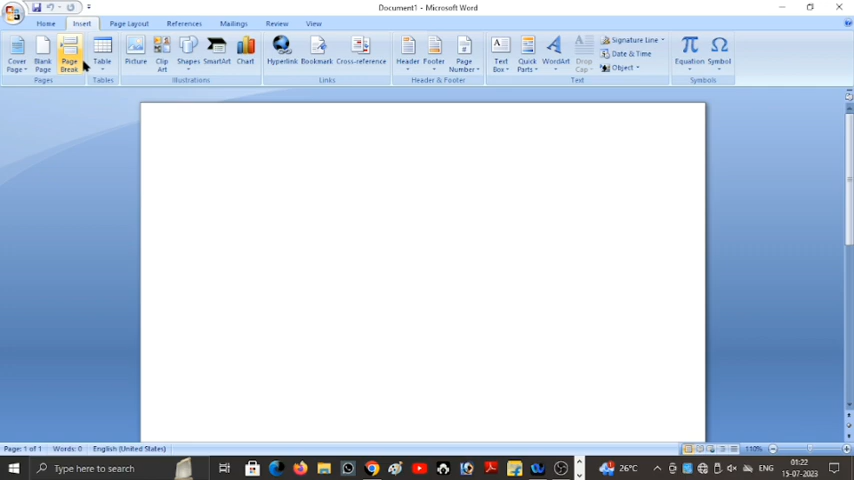 Document1 - Microsoft Word
Home Insert Page Layout References Mailings Review View
Cover Page Blank Page Page Break Table Picture Clip Art Shapes SmartArt Chart Hyperlink Bookmark Cross-reference Header Footer Page Number Text Box Quick Parts WordArt Drop Cap Signature Line Date & Time Object Equation Symbol
Pages Tables Illustrations Links Header & Footer Text Symbols
Page: 1 of 1 Words: 0 English (United States) 110%
Type here to search 26°C ENG 01:22
15-07-2023